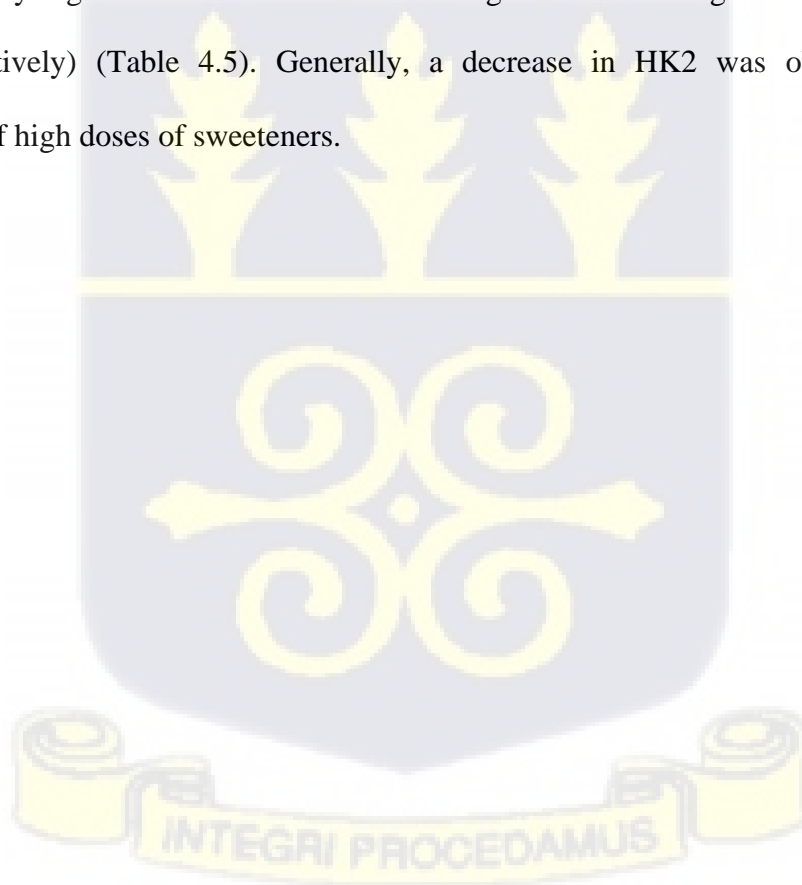 tively) (Table 4.5). Generally, a decrease in HK2 was o
f high doses of sweeteners.
INTEGRI PROCEDAMUS